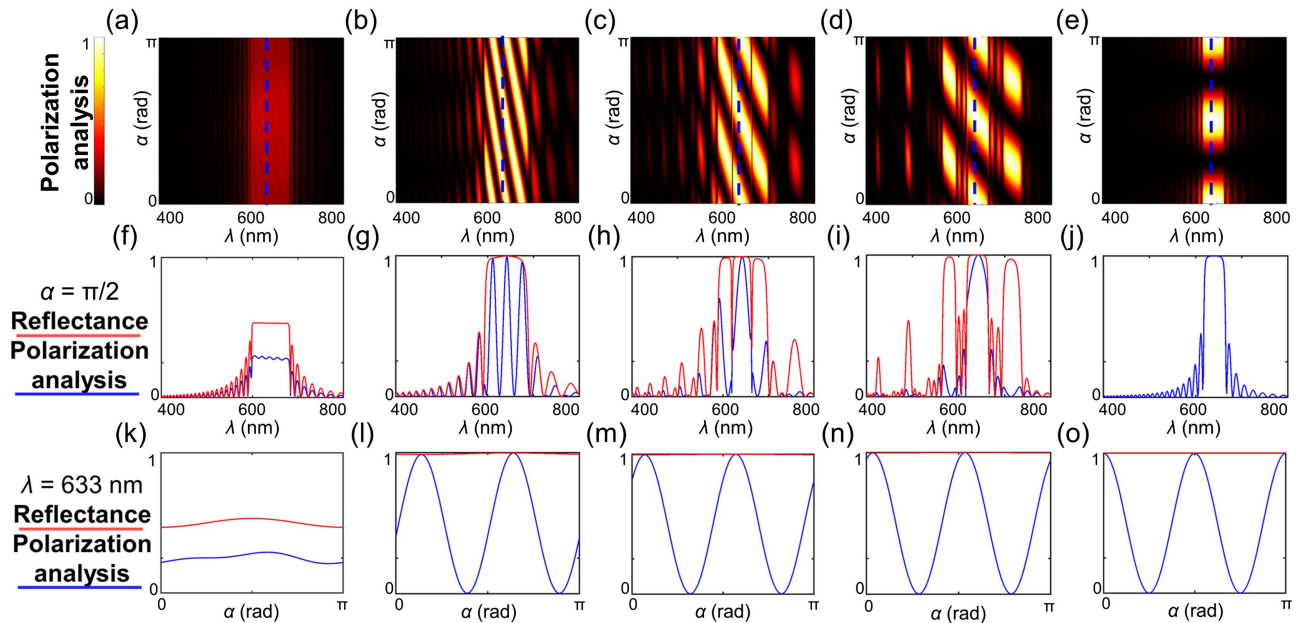 (a) (b) (c) (d) (e)
Polarization
analysis
1
0
π
α (rad)
0
400 600 800
λ (nm)
π
α (rad)
0
400 600 800
λ (nm)
π
α (rad)
0
400 600 800
λ (nm)
π
α (rad)
0
400 600 800
λ (nm)
π
α (rad)
0
400 600 800
λ (nm)
(f) (g) (h) (i) (j)
α = π/2
Reflectance
Polarization
analysis
1
0
400 600 800
λ (nm)
1
0
400 600 800
λ (nm)
1
0
400 600 800
λ (nm)
1
0
400 600 800
λ (nm)
1
0
400 600 800
λ (nm)
(k) (l) (m) (n) (o)
λ = 633 nm
Reflectance
Polarization
analysis
1
0
0 α (rad) π
1
0
0 α (rad) π
1
0
0 α (rad) π
1
0
0 α (rad) π
1
0
0 α (rad) π